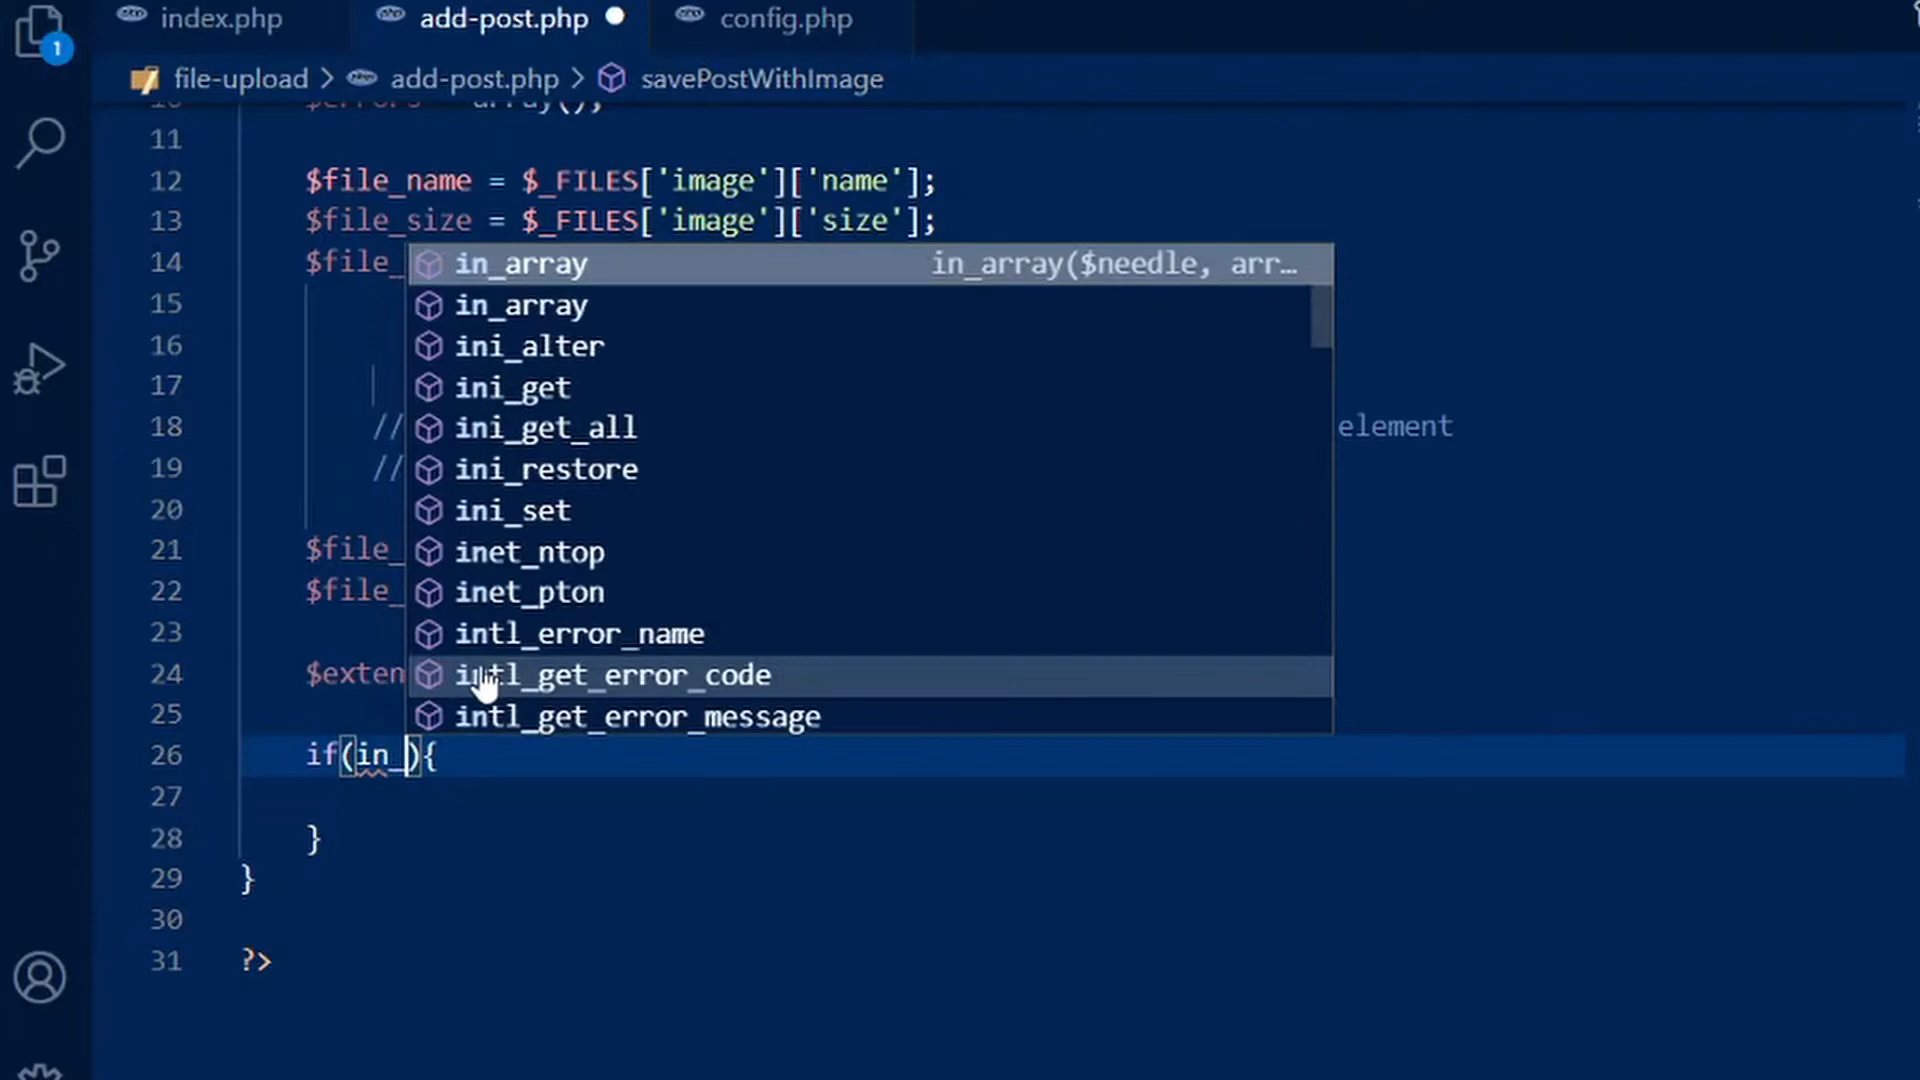 1
index.php
add-post.php
config.php
file-upload > add-post.php > savePostWithImage
10 $errors = array();
11
12 $file_name = $_FILES['image']['name'];
13 $file_size = $_FILES['image']['size'];
14 $file_
in_array in_array($needle, arr…
15 in_array
16 ini_alter
17 ini_get
18 // ini_get_all element
19 // ini_restore
20 ini_set
21 $file_ inet_ntop
22 $file_ inet_pton
23 intl_error_name
24 $exten intl_get_error_code
25 intl_get_error_message
26 if(in_){
27
28 }
29 }
30
31 ?>